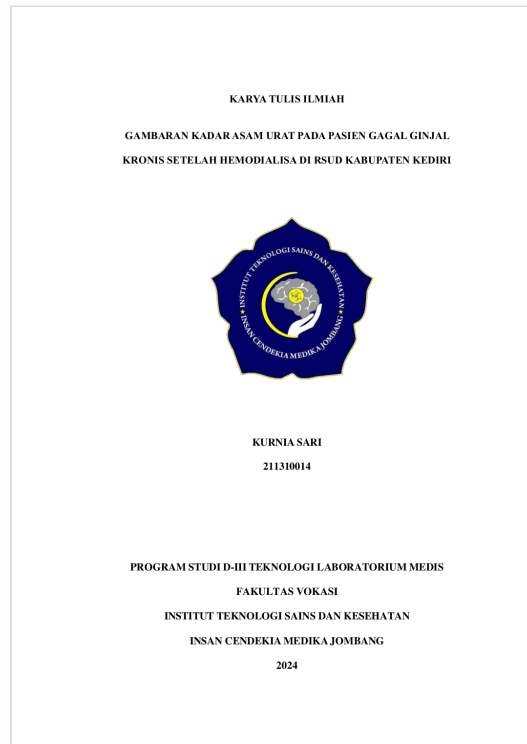 KARYA TULIS ILMIAH
GAMBARAN KADAR ASAM URAT PADA PASIEN GAGAL GINJAL
KRONIS SETELAH HEMODIALISA DI RSUD KABUPATEN KEDIRI
INSTITUT TEKNOLOGI SAINS DAN KESEHATAN
INSAN CENDEKIA MEDIKA JOMBANG
KURNIA SARI
211310014
PROGRAM STUDI D-III TEKNOLOGI LABORATORIUM MEDIS
FAKULTAS VOKASI
INSTITUT TEKNOLOGI SAINS DAN KESEHATAN
INSAN CENDEKIA MEDIKA JOMBANG
2024